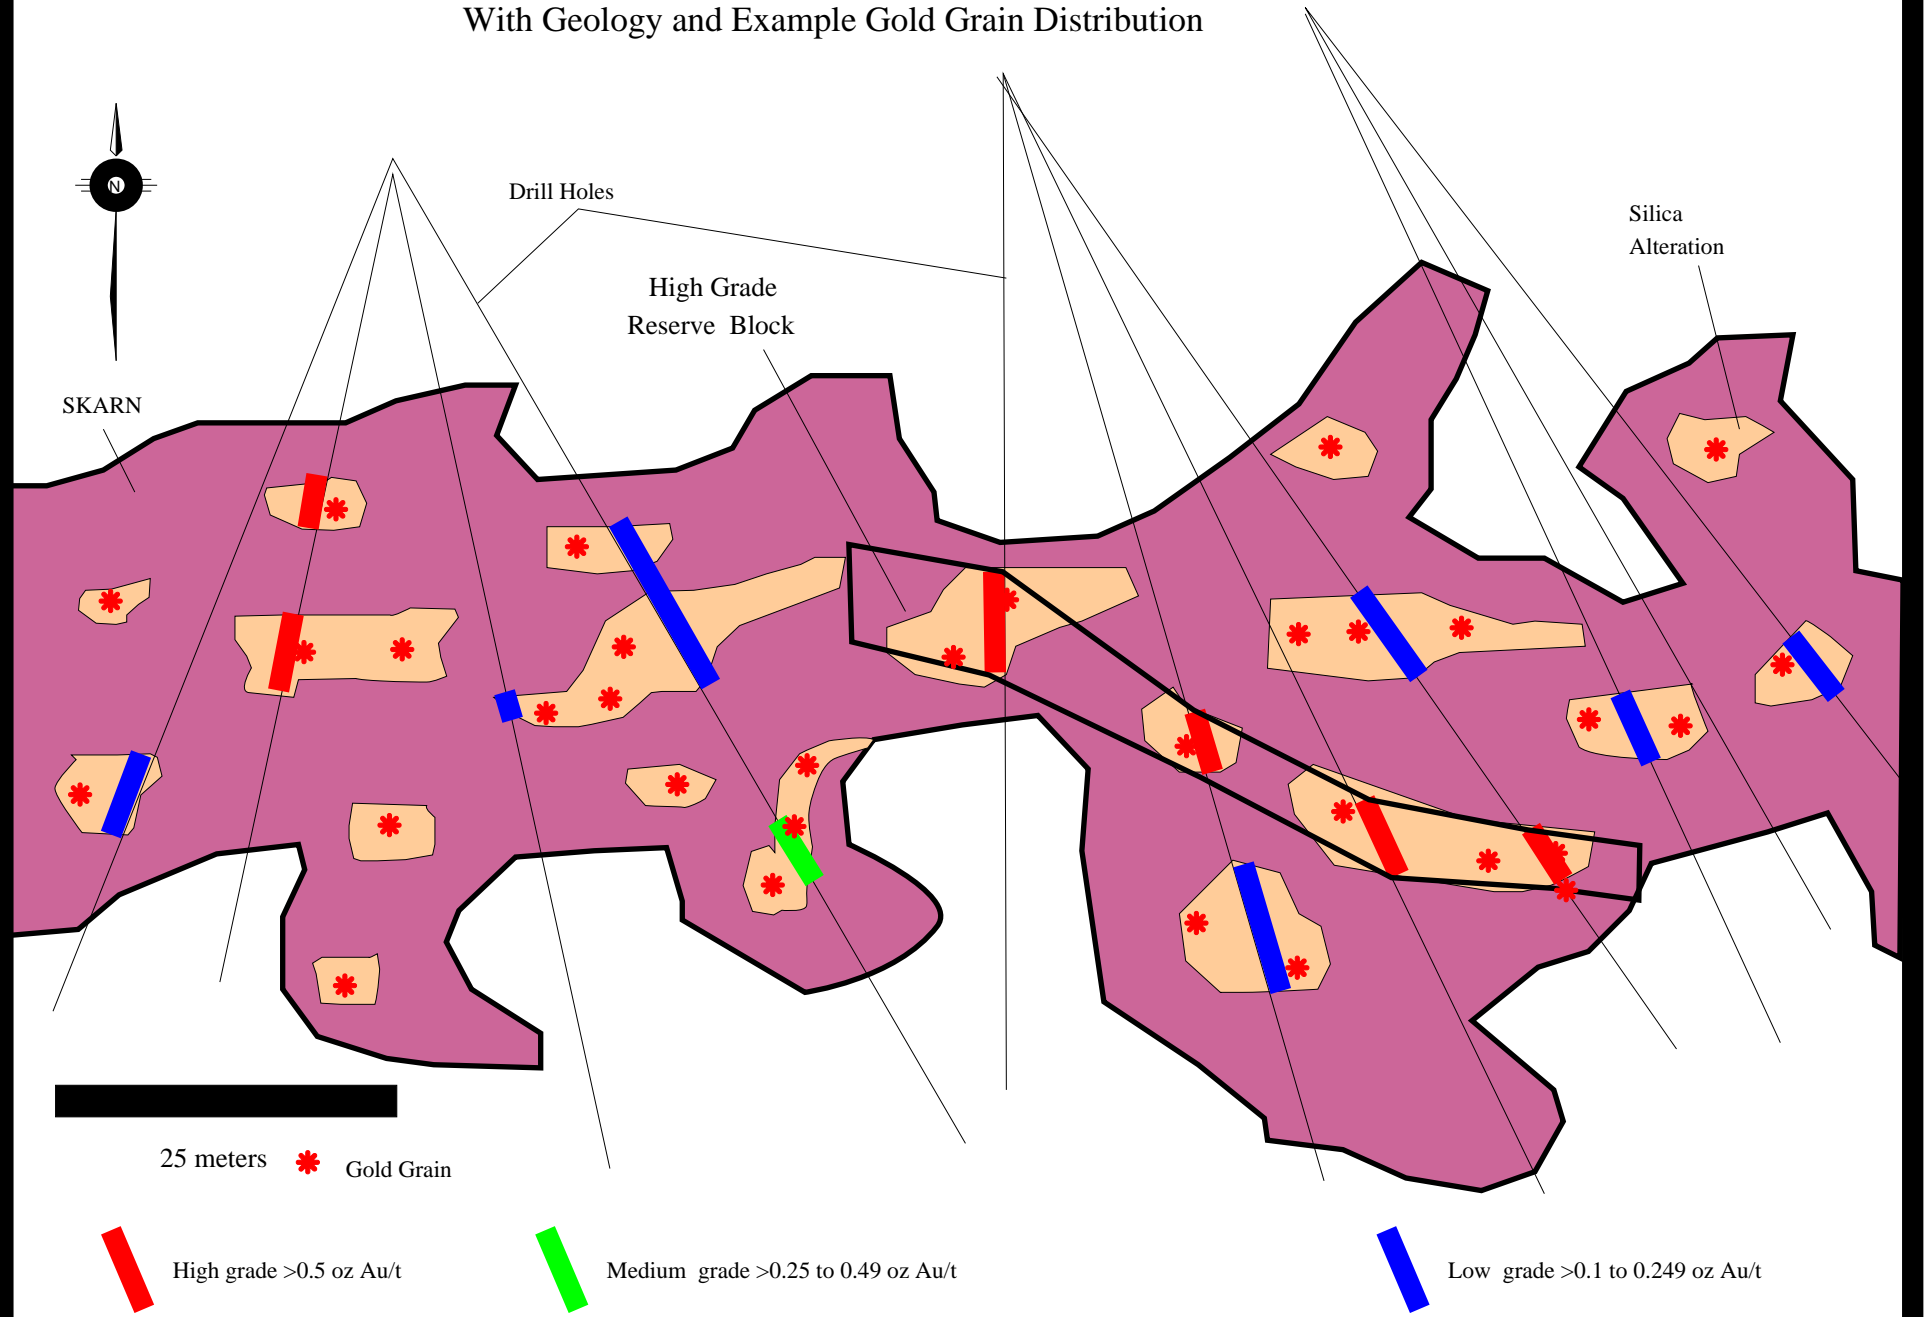 With Geology and Example Gold Grain Distribution
N
Drill Holes
Silica
Alteration
High Grade
Reserve Block
SKARN
25 meters
Gold Grain
High grade >0.5 oz Au/t
Medium grade >0.25 to 0.49 oz Au/t
Low grade >0.1 to 0.249 oz Au/t